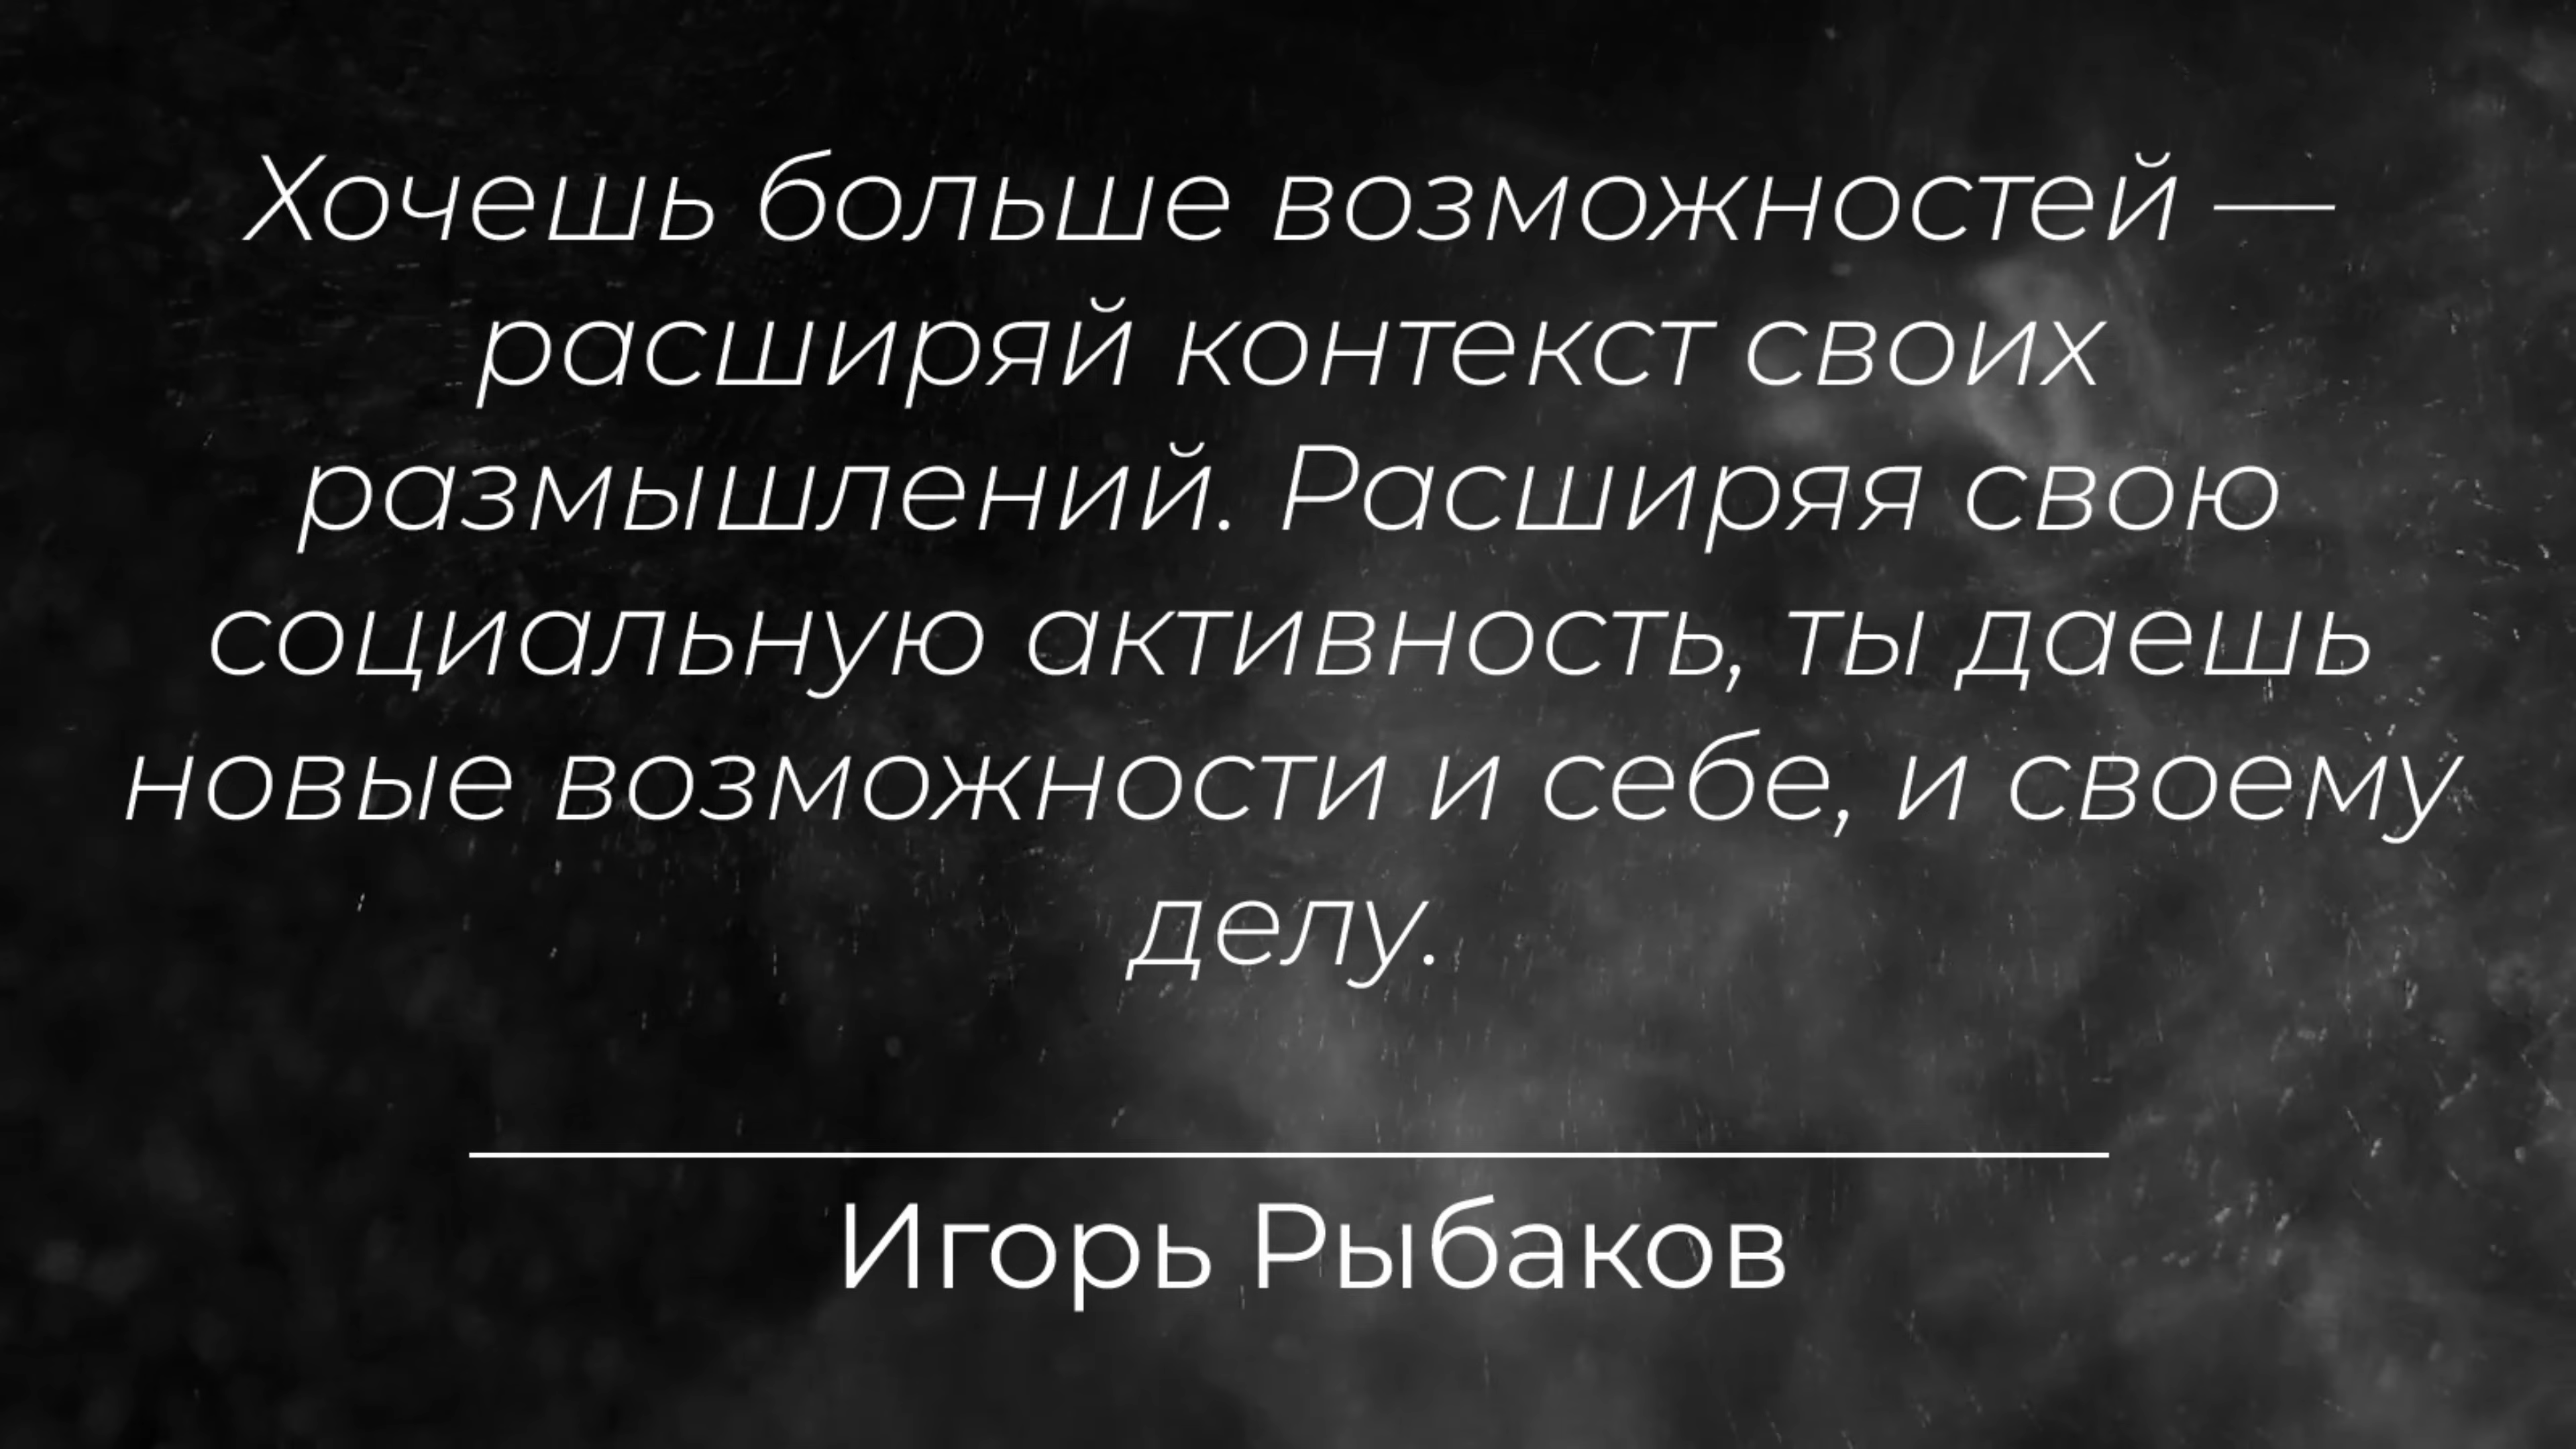 Хочешь больше возможностей —
расширяй контекст своих
размышлений. Расширяя свою
социальную активность, ты даешь
новые возможности и себе, и своему
делу.
Игорь Рыбаков